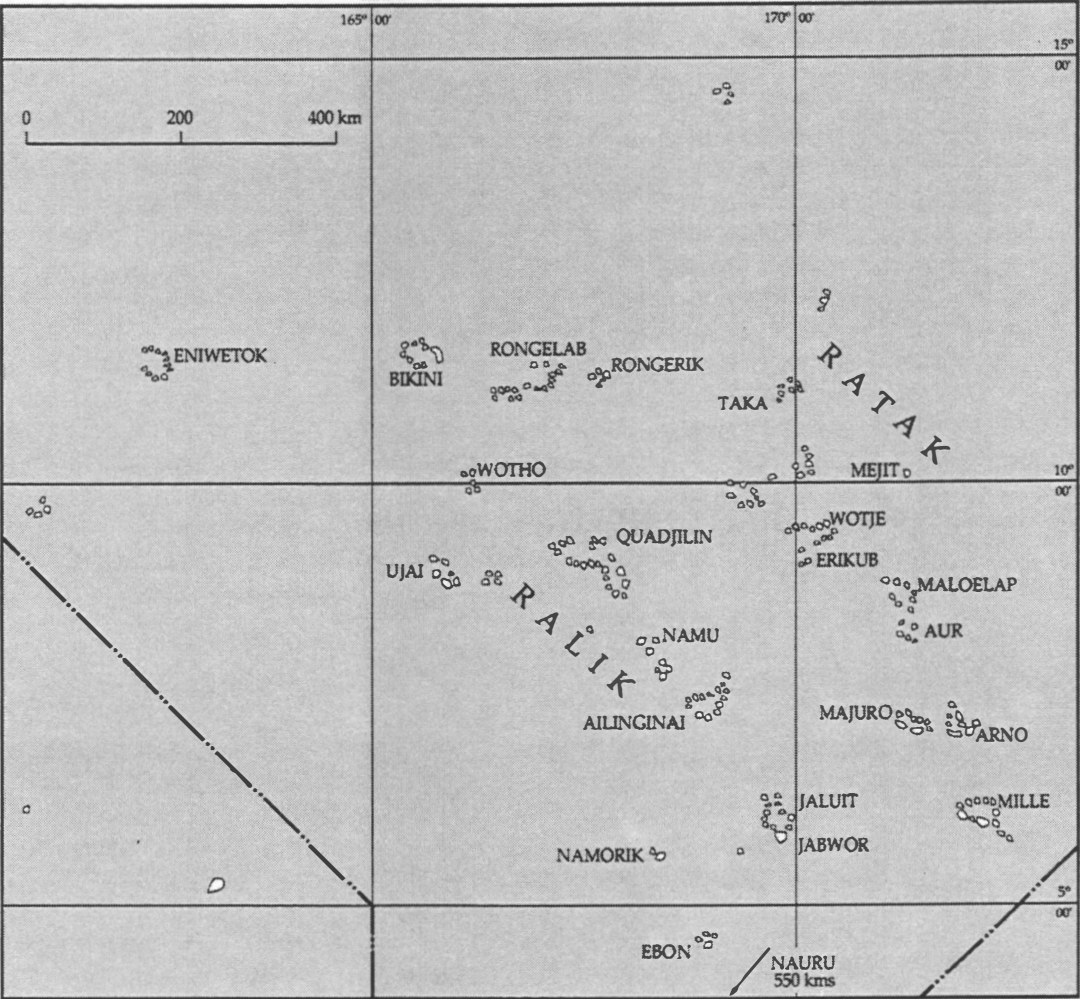 165° 00'
170° 00'
15°
00'
0 200 400 km
RATAK
ENIWETOK
BIKINI
RONGELAB
RONGERIK
TAKA
WOTHO
MEJIT
10°
00'
WOTJE
QUADJILIN
ERIKUB
UJAI
MALOELAP
RALIK
AUR
NAMU
AILINGINAI
MAJURO
ARNO
JALUIT
MILLE
JABWOR
NAMORIK
5°
00'
EBON
NAURU
550 kms